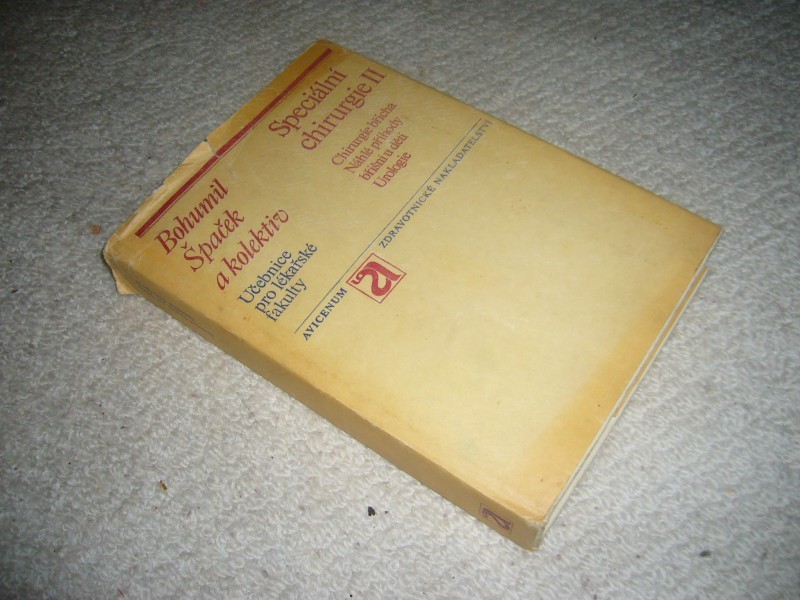 Bohumil
Špaček
a kolektiv
Učebnice
pro lékařské
fakulty
Speciální
chirurgie II
Chirurgie břicha
Náhlé příhody
břišní u dětí
Urologie
AVICENUM
ZDRAVOTNICKÉ NAKLADATELSTVÍ